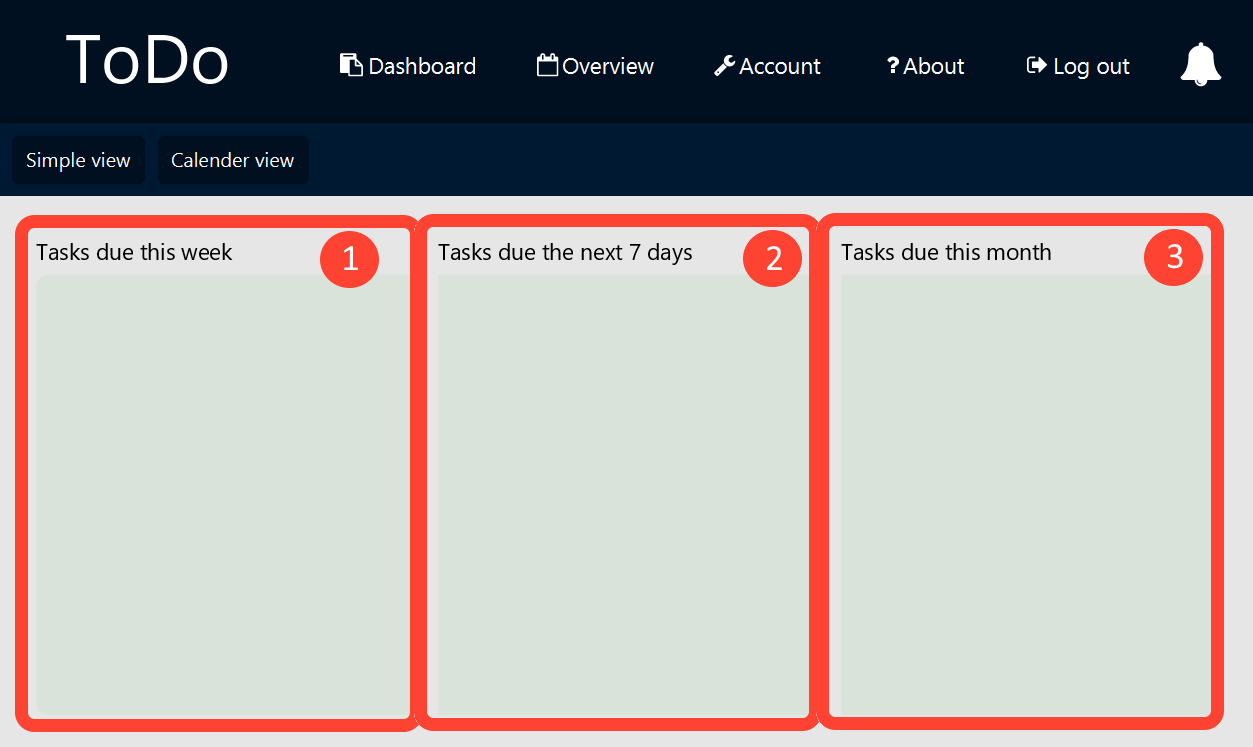 ToDo
Dashboard
Overview
Account
? About
Log out
Simple view
Calender view
Tasks due this week
1
Tasks due the next 7 days
2
Tasks due this month
3